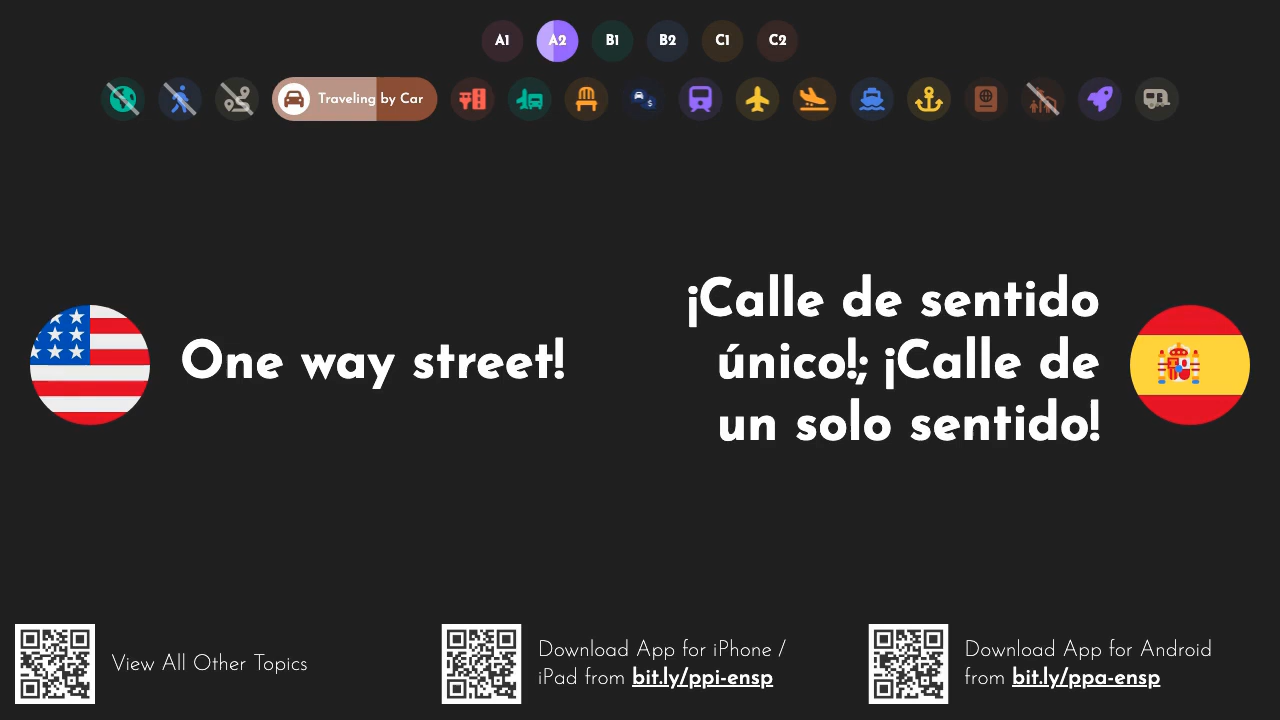 A1 A2 B1 B2 C1 C2
Traveling by Car
One way street!
¡Calle de sentido
único!; ¡Calle de
un solo sentido!
View All Other Topics
Download App for iPhone /
iPad from bit.ly/ppi-ensp
Download App for Android
from bit.ly/ppa-ensp